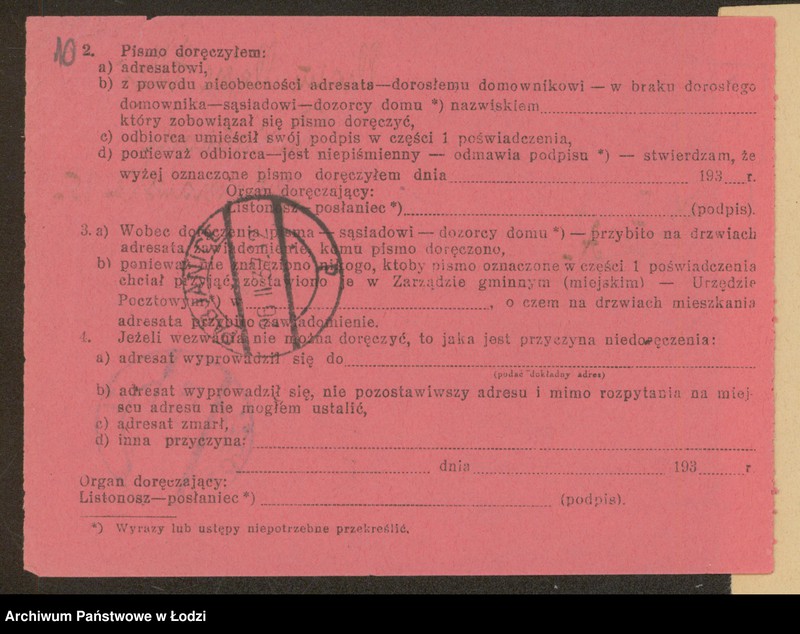 10
2. Pismo doręczyłem:
a) adresatowi,
b) z powodu nieobecności adresata—dorosłemu domownikowi — w braku dorosłego
domownika—sąsiadowi—dozorcy domu *) nazwiskiem
który zobowiązał się pismo doręczyć,
c) odbiorca umieścił swój podpis w części 1 poświadczenia,
d) ponieważ odbiorca—jest niepiśmienny — odmawia podpisu *) — stwierdzam, że
wyżej oznaczone pismo doręczyłem dnia 193 r.
Organ doręczający:
Listonosz—posłaniec *) (podpis).
3. a) Wobec doręczenia pisma — sąsiadowi — dozorcy domu *) — przybito na drzwiach
adresata zawiadomienie, komu pismo doręczono,
b) ponieważ nie znaleziono nikogo, ktoby pismo oznaczone w części 1 poświadczenia
chciał przyjąć, zostawiono je w Zarządzie gminnym (miejskim) — Urzędzie
Pocztowym *) w , o czem na drzwiach mieszkania
adresata przybito zawiadomienie.
4. Jeżeli wezwania nie można doręczyć, to jaka jest przyczyna niedoręczenia:
a) adresat wyprowadził się do
(podać dokładny adres)
b) adresat wyprowadził się, nie pozostawiwszy adresu i mimo rozpytania na miej-
scu adresu nie mogłem ustalić,
c) adresat zmarł,
d) inna przyczyna:
dnia 193 r
Organ doręczający:
Listonosz—posłaniec *) (podpis).
*) Wyrazy lub ustępy niepotrzebne przekreślić.
Archiwum Państwowe w Łodzi